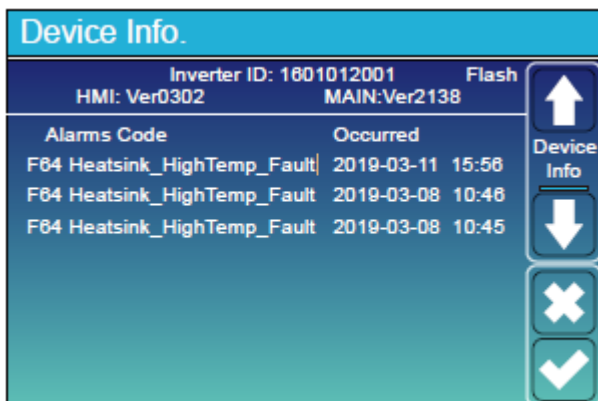 Device Info.
Inverter ID: 1601012001 Flash
HMI: Ver0302 MAIN:Ver2138
Alarms Code Occurred
F64 Heatsink_HighTemp_Fault 2019-03-11 15:56
F64 Heatsink_HighTemp_Fault 2019-03-08 10:46
F64 Heatsink_HighTemp_Fault 2019-03-08 10:45
Device
Info